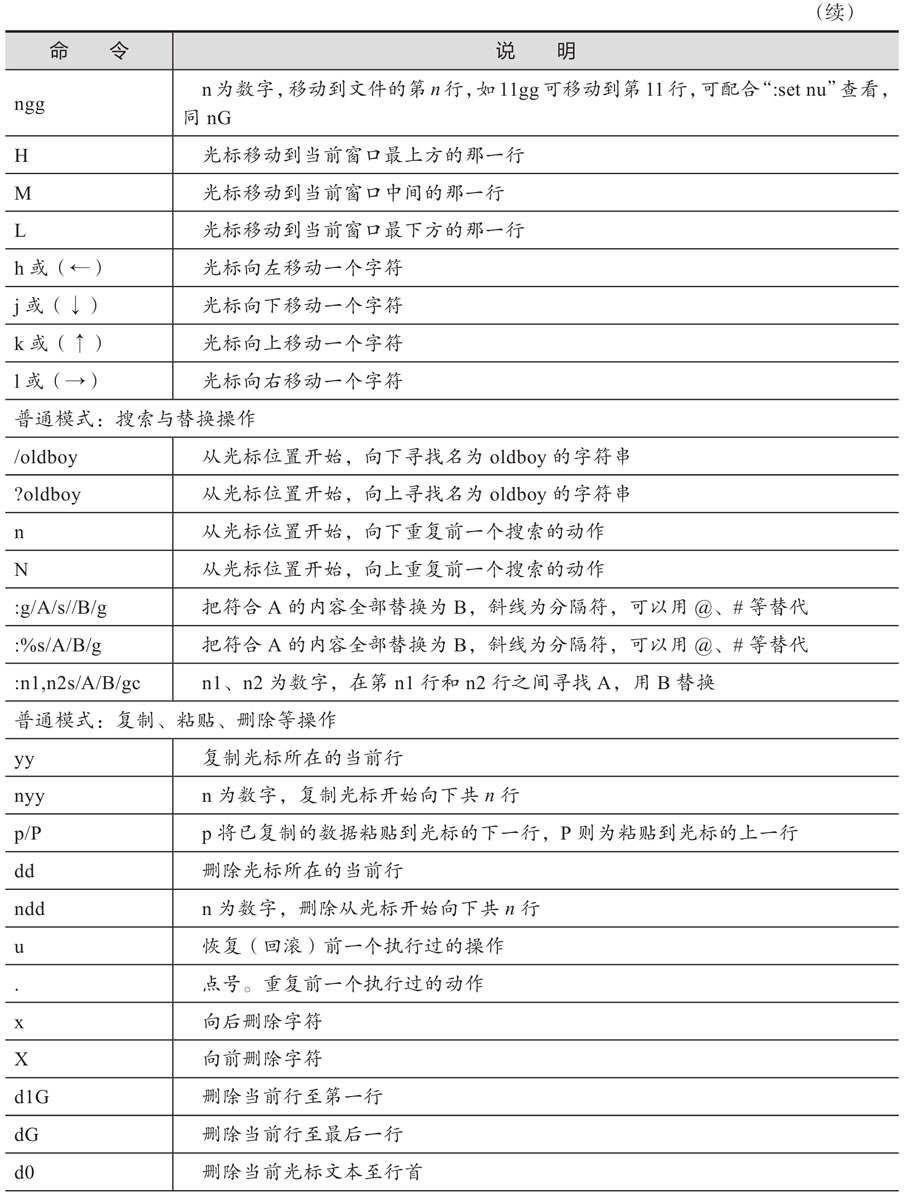 （续）
命 令 说 明
ngg n 为数字，移动到文件的第 n 行，如 11gg 可移动到第 11 行，可配合“:set nu”查看，
同 nG
H 光标移动到当前窗口最上方的那一行
M 光标移动到当前窗口中间的那一行
L 光标移动到当前窗口最下方的那一行
h 或（←） 光标向左移动一个字符
j 或（↓） 光标向下移动一个字符
k 或（↑） 光标向上移动一个字符
l 或（→） 光标向右移动一个字符
普通模式：搜索与替换操作
/oldboy 从光标位置开始，向下寻找名为 oldboy 的字符串
?oldboy 从光标位置开始，向上寻找名为 oldboy 的字符串
n 从光标位置开始，向下重复前一个搜索的动作
N 从光标位置开始，向上重复前一个搜索的动作
:g/A/s//B/g 把符合 A 的内容全部替换为 B，斜线为分隔符，可以用 @、# 等替代
:%s/A/B/g 把符合 A 的内容全部替换为 B，斜线为分隔符，可以用 @、# 等替代
:n1,n2s/A/B/gc n1、n2 为数字，在第 n1 行和 n2 行之间寻找 A，用 B 替换
普通模式：复制、粘贴、删除等操作
yy 复制光标所在的当前行
nyy n 为数字，复制光标开始向下共 n 行
p/P p 将已复制的数据粘贴到光标的下一行，P 则为粘贴到光标的上一行
dd 删除光标所在的当前行
ndd n 为数字，删除从光标开始向下共 n 行
u 恢复（回滚）前一个执行过的操作
. 点号。重复前一个执行过的动作
x 向后删除字符
X 向前删除字符
d1G 删除当前行至第一行
dG 删除当前行至最后一行
d0 删除当前光标文本至行首